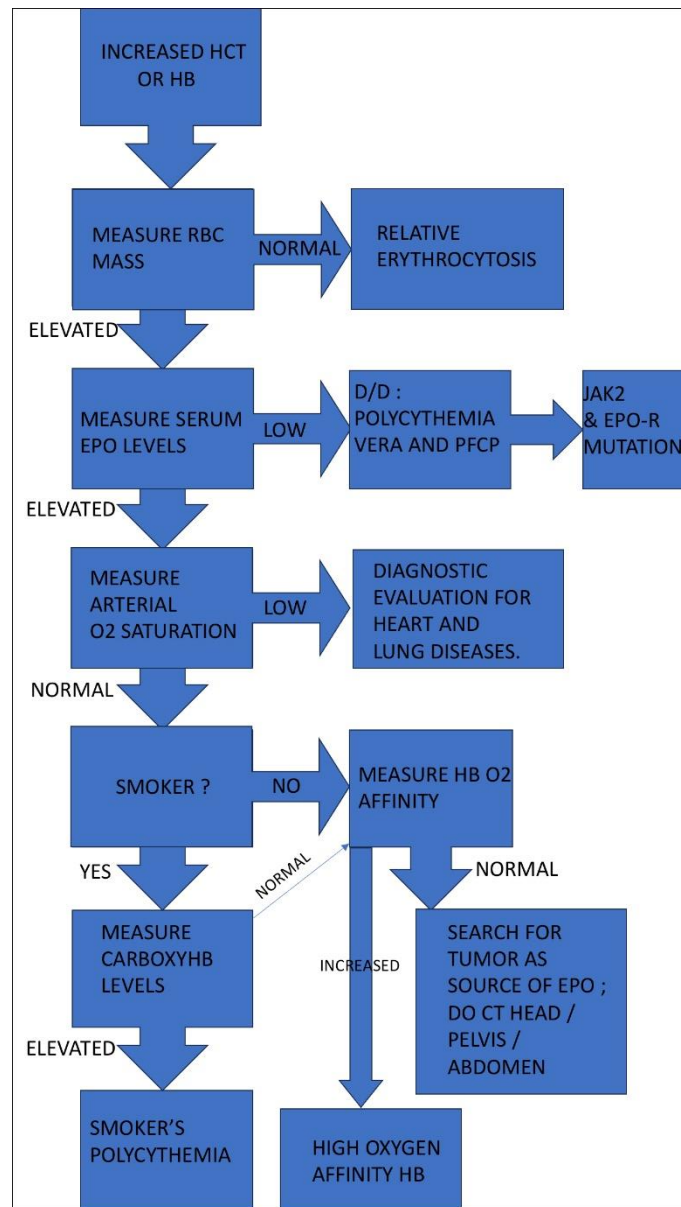 INCREASED HCT
OR HB
MEASURE RBC
MASS
NORMAL
RELATIVE
ERYTHROCYTOSIS
ELEVATED
MEASURE SERUM
EPO LEVELS
LOW
D/D :
POLYCYTHEMIA
VERA AND PFCP
JAK2
& EPO-R
MUTATION
ELEVATED
MEASURE
ARTERIAL
O2 SATURATION
LOW
DIAGNOSTIC
EVALUATION FOR
HEART AND
LUNG DISEASES.
NORMAL
SMOKER ?
NO
MEASURE HB O2
AFFINITY
YES
NORMAL
NORMAL
MEASURE
CARBOXYHB
LEVELS
INCREASED
SEARCH FOR
TUMOR AS
SOURCE OF EPO ;
DO CT HEAD /
PELVIS /
ABDOMEN
ELEVATED
SMOKER'S
POLYCYTHEMIA
HIGH OXYGEN
AFFINITY HB